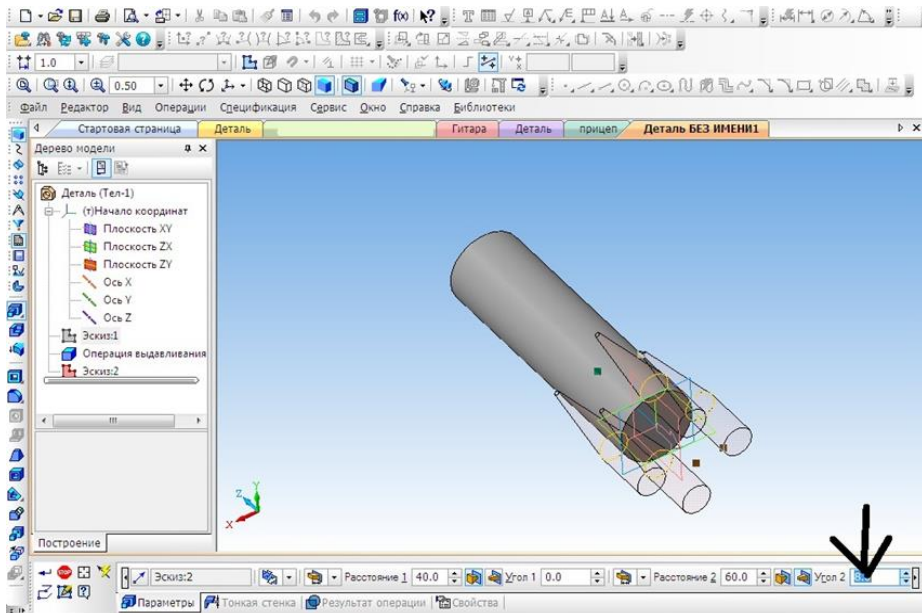 1.0
0.50
Файл Редактор Вид Операции Спецификация Сервис Окно Справка Библиотеки
Стартовая страница Деталь Гитара Деталь прицеп Деталь БЕЗ ИМЕНИ1
Дерево модели
Деталь (Тел-1)
(т)Начало координат
Плоскость XY
Плоскость ZX
Плоскость ZY
Ось X
Ось Y
Ось Z
Эскиз:1
Операция выдавливания
Эскиз:2
Z Y
X
Построение
STOP Эскиз:2 Расстояние 1 40.0 Угол 1 0.0 Расстояние 2 60.0 Угол 2
Параметры Тонкая стенка Результат операции Свойства